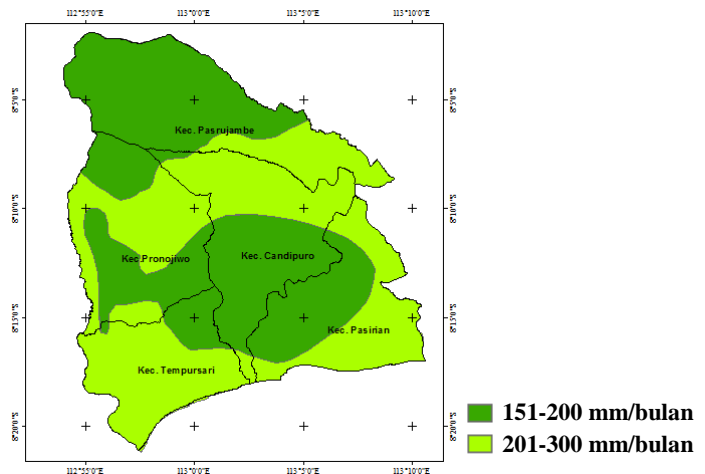 112°55'0"E 113°0'0"E 113°5'0"E 113°10'0"E
8°5'0"S 8°5'0"S
Kec. Pasrujambe
8°10'0"S 8°10'0"S
Kec.Pronojiwo Kec. Candipuro
8°15'0"S 8°15'0"S
Kec. Pasirian
Kec. Tempursari
151-200 mm/bulan
8°20'0"S 8°20'0"S
201-300 mm/bulan
112°55'0"E 113°0'0"E 113°5'0"E 113°10'0"E